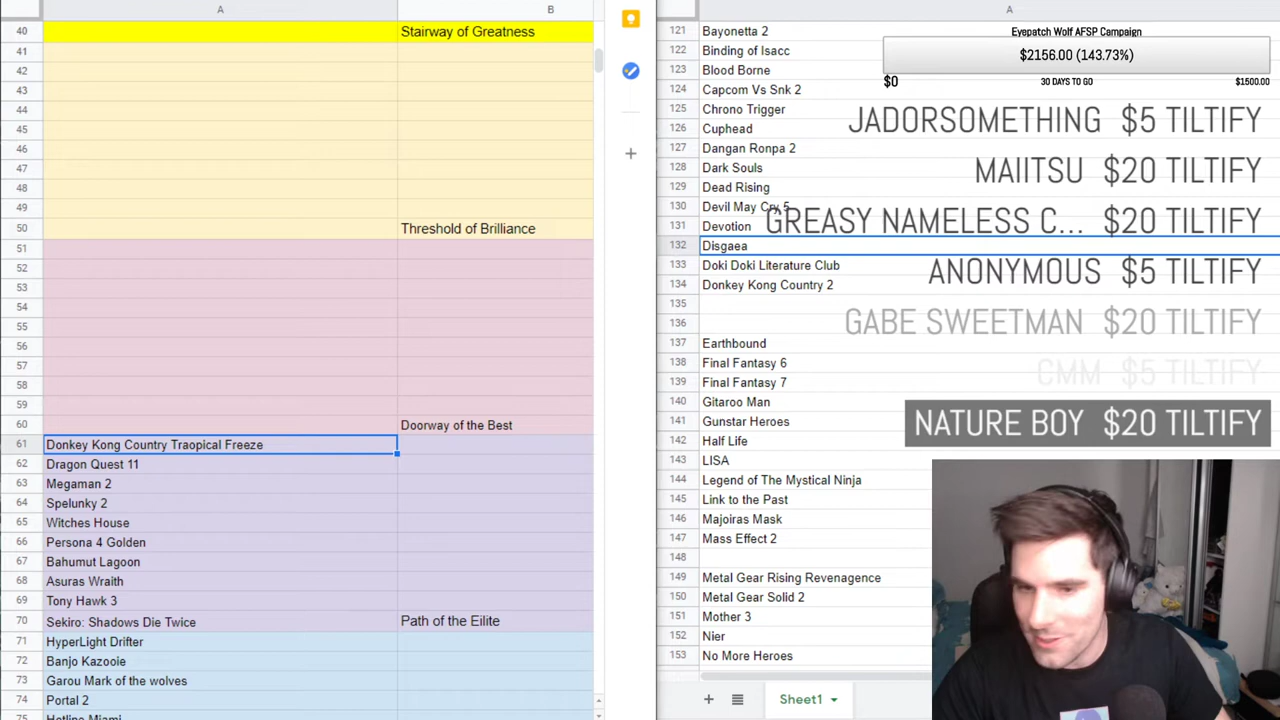 A
B
40 Stairway of Greatness
41
42
43
44
45
46
47
48
49
50 Threshold of Brilliance
51
52
53
54
55
56
57
58
59
60 Doorway of the Best
61 Donkey Kong Country Traopical Freeze
62 Dragon Quest 11
63 Megaman 2
64 Spelunky 2
65 Witches House
66 Persona 4 Golden
67 Bahumut Lagoon
68 Asuras Wraith
69 Tony Hawk 3
70 Sekiro: Shadows Die Twice Path of the Eilite
71 HyperLight Drifter
72 Banjo Kazooie
73 Garou Mark of the wolves
74 Portal 2
75 Hotline Miami
A
121 Bayonetta 2
122 Binding of Isacc
123 Blood Borne
124 Capcom Vs Snk 2
125 Chrono Trigger
126 Cuphead
127 Dangan Ronpa 2
128 Dark Souls
129 Dead Rising
130 Devil May Cry 5
131 Devotion
132 Disgaea
133 Doki Doki Literature Club
134 Donkey Kong Country 2
135
136
137 Earthbound
138 Final Fantasy 6
139 Final Fantasy 7
140 Gitaroo Man
141 Gunstar Heroes
142 Half Life
143 LISA
144 Legend of The Mystical Ninja
145 Link to the Past
146 Majoiras Mask
147 Mass Effect 2
148
149 Metal Gear Rising Revenagence
150 Metal Gear Solid 2
151 Mother 3
152 Nier
153 No More Heroes
Sheet1
Eyepatch Wolf AFSP Campaign
$2156.00 (143.73%)
$0 30 DAYS TO GO $1500.00
JADORSOMETHING $5 TILTIFY
MAIITSU $20 TILTIFY
GREASY NAMELESS C... $20 TILTIFY
ANONYMOUS $5 TILTIFY
GABE SWEETMAN $20 TILTIFY
CMM $5 TILTIFY
NATURE BOY $20 TILTIFY